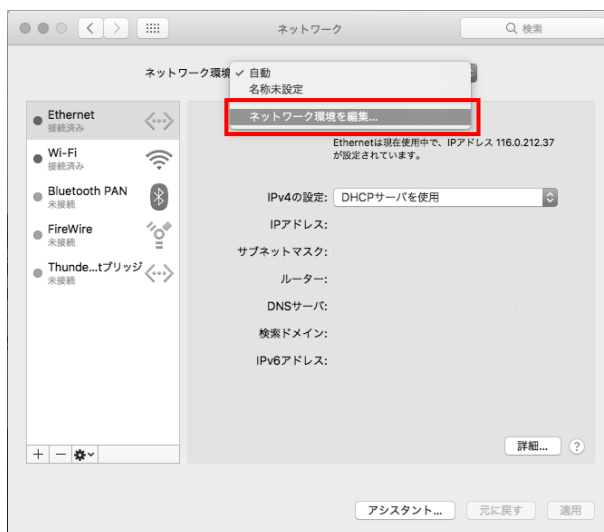 ネットワーク
検索
ネットワーク環境
自動
名称未設定
ネットワーク環境を編集...
Ethernet
接続済み
Wi-Fi
接続済み
Bluetooth PAN
未接続
FireWire
未接続
Thunde...tブリッジ
未接続
Ethernetは現在使用中で、IPアドレス 116.0.212.37
が設定されています。
IPv4の設定: DHCPサーバを使用
IPアドレス:
サブネットマスク:
ルーター:
DNSサーバ:
検索ドメイン:
IPv6アドレス:
詳細... ?
アシスタント... 元に戻す 適用